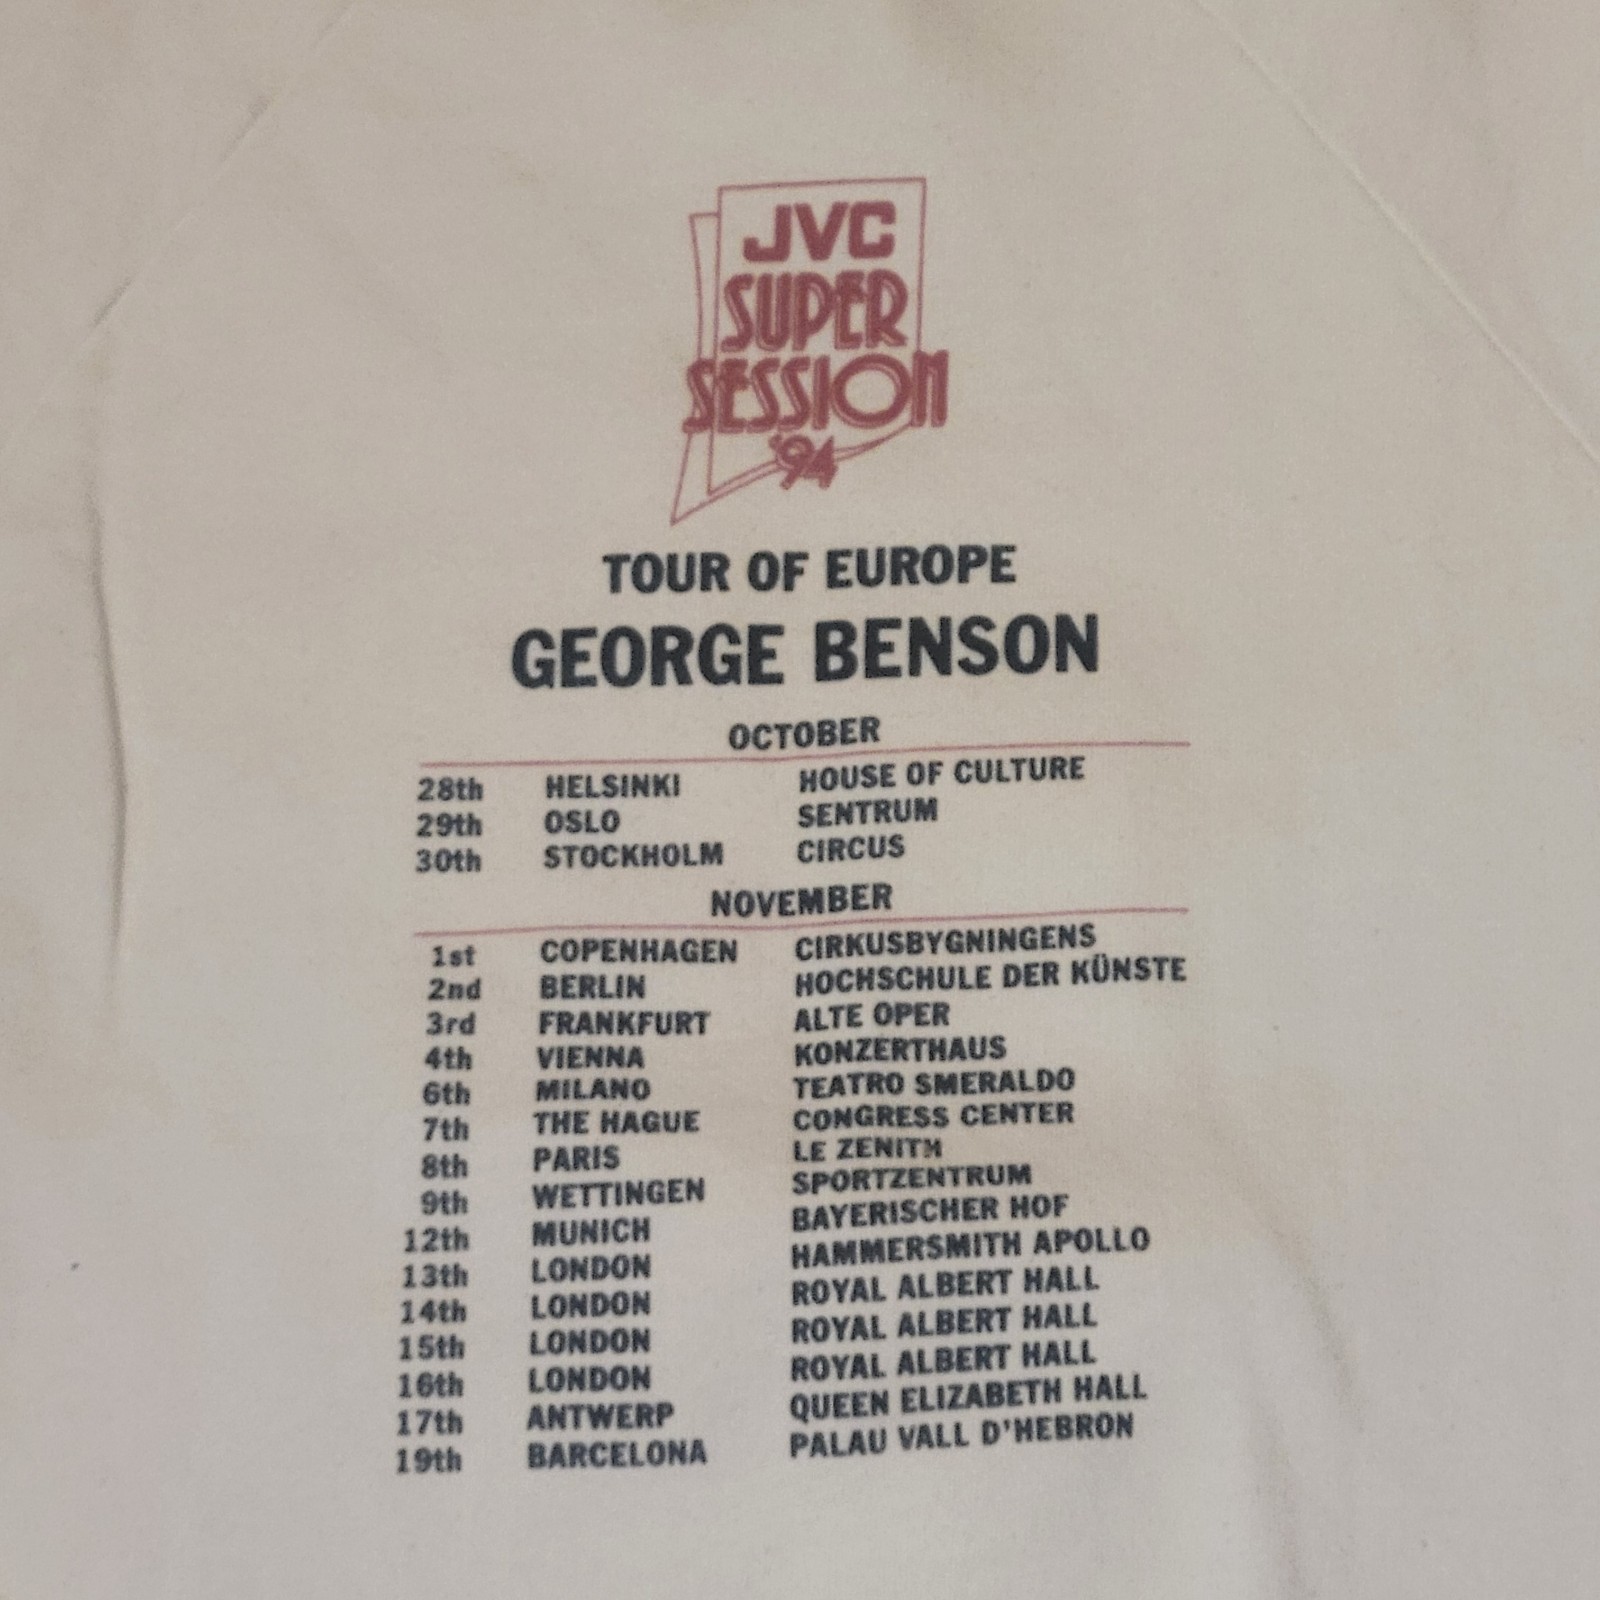 JVC
SUPER
SESSION
'94
TOUR OF EUROPE
GEORGE BENSON
OCTOBER
28th HELSINKI HOUSE OF CULTURE
29th OSLO SENTRUM
30th STOCKHOLM CIRCUS
NOVEMBER
1st COPENHAGEN CIRKUSBYGNINGENS
2nd BERLIN HOCHSCHULE DER KÜNSTE
3rd FRANKFURT ALTE OPER
4th VIENNA KONZERTHAUS
6th MILANO TEATRO SMERALDO
7th THE HAGUE CONGRESS CENTER
8th PARIS LE ZENITH
9th WETTINGEN SPORTZENTRUM
12th MUNICH BAYERISCHER HOF
13th LONDON HAMMERSMITH APOLLO
14th LONDON ROYAL ALBERT HALL
15th LONDON ROYAL ALBERT HALL
16th LONDON ROYAL ALBERT HALL
17th ANTWERP QUEEN ELIZABETH HALL
19th BARCELONA PALAU VALL D'HEBRON